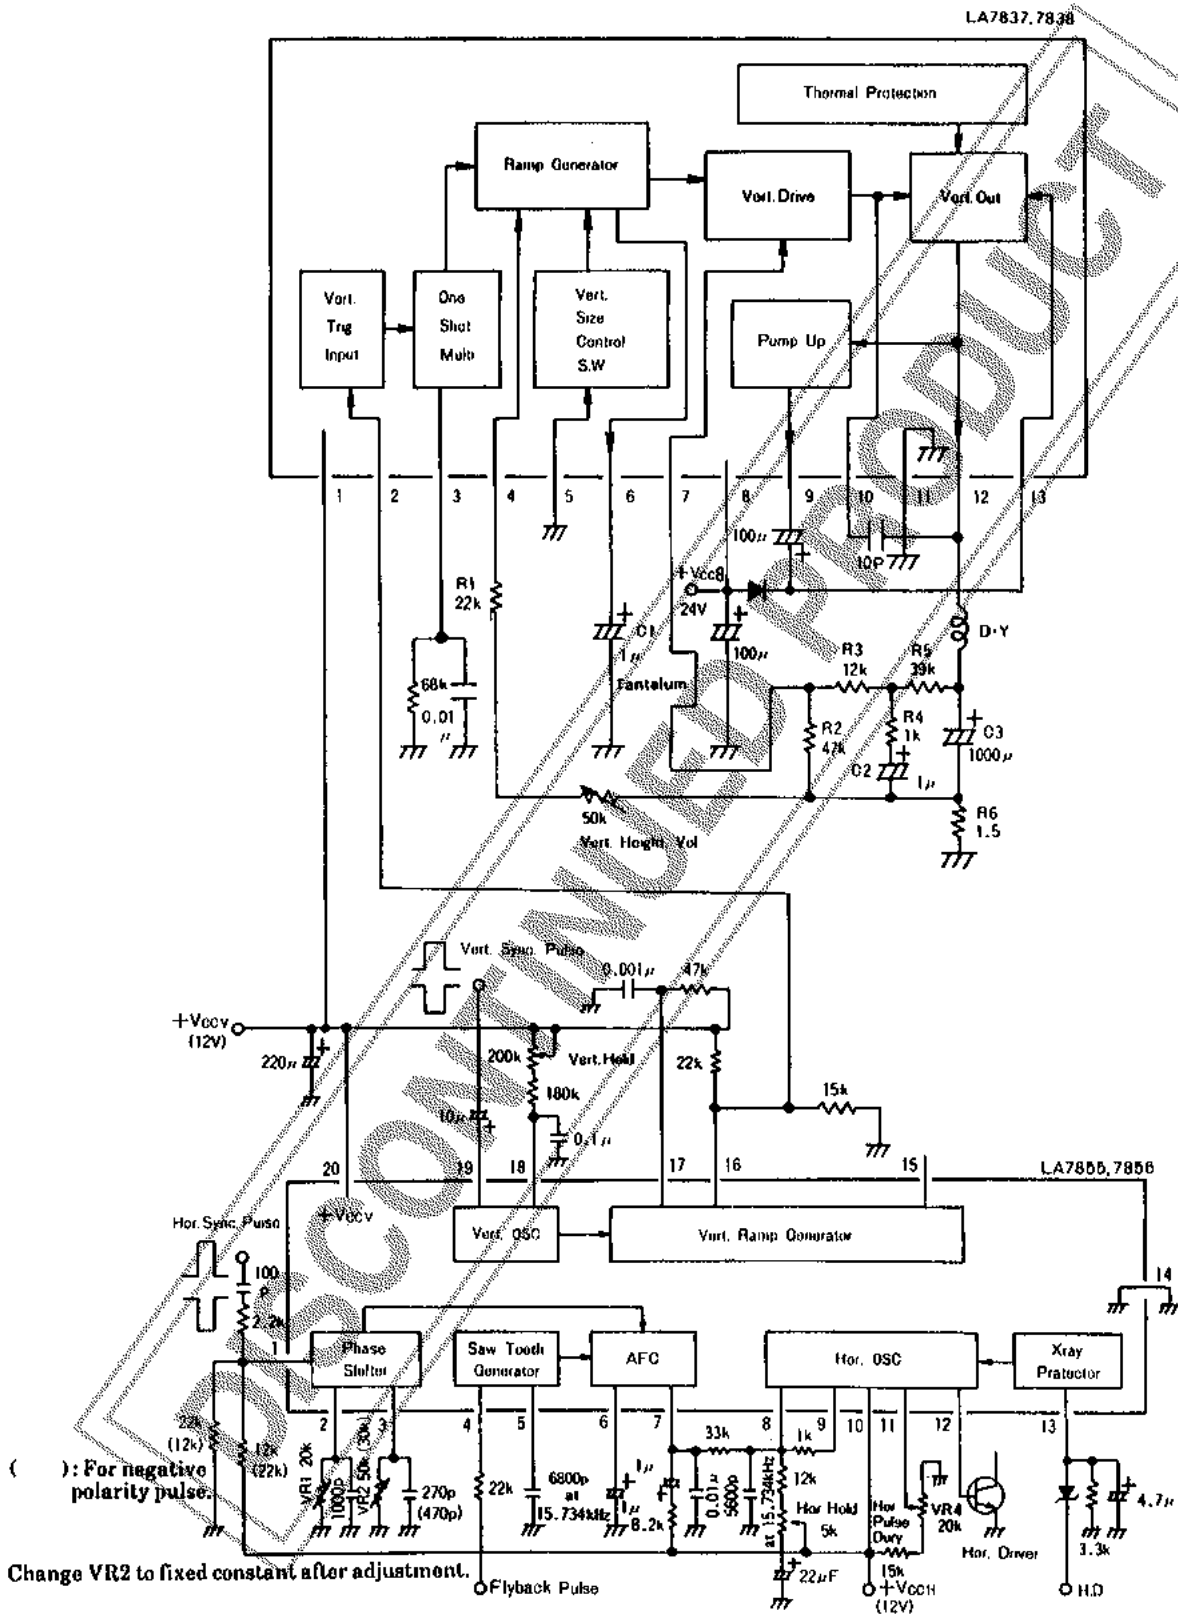 LA7837,7838
Thermal Protection
Ramp Generator
Vert. Drive
Vert. Out
Vert.
Trig
Input
One
Shot
Multi
Vert.
Size
Control
S.W
Pump Up
1 2 3 4 5 6 7 8 9 10 11 12 13
100μ
+
10P
R1
22k
+Vcc8
24V
+
C1
1μ
Tantalum
+
100μ
D·Y
R3
12k
R5
39k
68k
0.01
μ
R2
47k
R4
1k
+
C2
1μ
+
C3
1000μ
50k
Vert. Height, Vol
R6
1.5
Vert. Sync. Pulse
0.001μ
47k
+VCCV
(12V)
220μ
+
200k
Vert. Hold
180k
22k
15k
10μ
+
0.1μ
20 19 18 17 16 15
LA7855,7856
Hor. Sync. Pulse
+VCCV
Vert. OSC
Vert. Ramp Generator
100
P
2.2k
14
1
Phase
Shifter
Saw Tooth
Generator
AFC
Hor. OSC
Xray
Protector
2 3 4 5 6 7 8 9 10 11 12 13
22k
(12k)
12k
(22k)
( ): For negative
polarity pulse.
VR1 20k
1000P
VR2 50k (30k)
270p
(470p)
22k
6800p
at
15.734kHz
+
1μ
1μ
+
8.2k
33k
0.01μ
5600p
at 15.734kHz
1k
12k
Hor Hold
5k
+
22μF
Hor
Pulse
Duty
15k
VR4
20k
Hor. Driver
3.3k
+
4.7μ
Change VR2 to fixed constant after adjustment.
Flyback Pulse
+VCCH
(12V)
H.D
DISCONTINUED PRODUCT